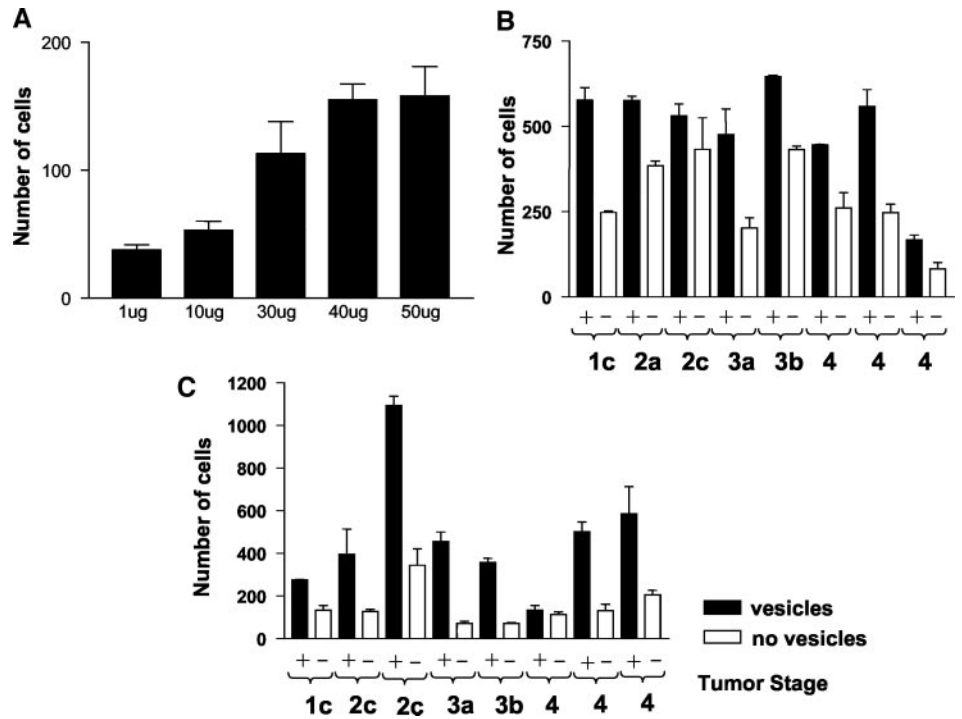 A
Number of cells
200
100
0
1ug 10ug 30ug 40ug 50ug
B
Number of cells
750
500
250
0
+ − + − + − + − + − + − + − + −
1c 2a 2c 3a 3b 4 4 4
C
Number of cells
1200
1000
800
600
400
200
0
+ − + − + − + − + − + − + − + −
1c 2c 2c 3a 3b 4 4 4
vesicles
no vesicles
Tumor Stage